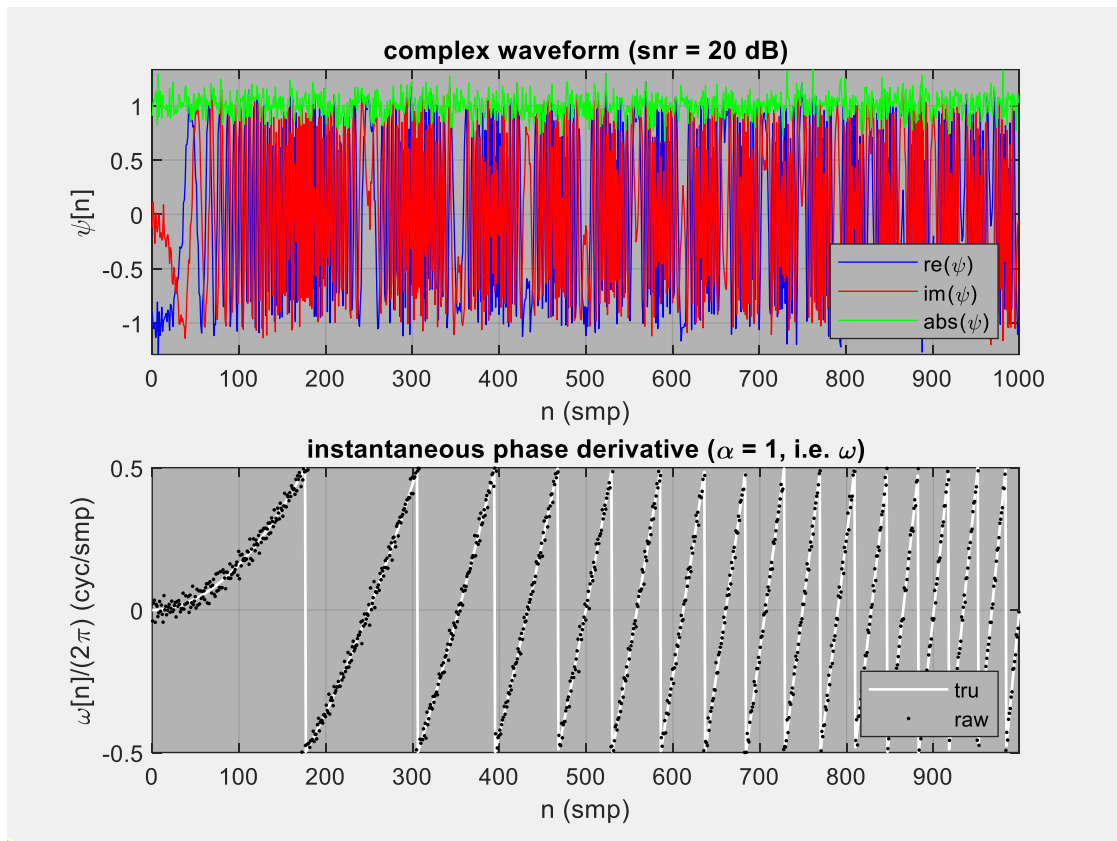 complex waveform (snr = 20 dB)
ψ[n]
1
0.5
0
-0.5
-1
re(ψ)
im(ψ)
abs(ψ)
0 100 200 300 400 500 600 700 800 900 1000
n (smp)
instantaneous phase derivative (α = 1, i.e. ω)
ω[n]/(2π) (cyc/smp)
0.5
0
-0.5
tru
raw
0 100 200 300 400 500 600 700 800 900
n (smp)